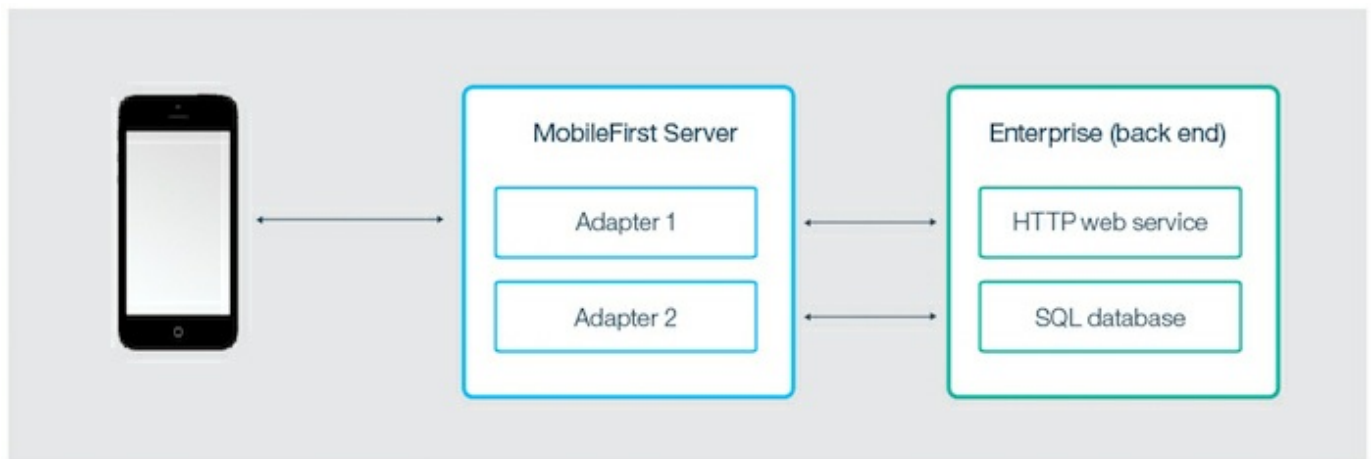 MobileFirst Server
Adapter 1
Adapter 2
Enterprise (back end)
HTTP web service
SQL database